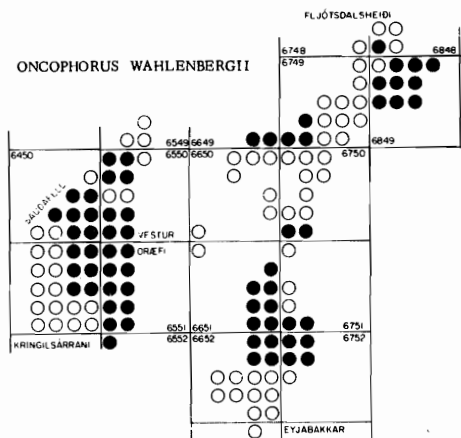 FLJÓTSDALSHEIÐI
6748 6848
6749
ONCOPHORUS WAHLENBERGII
6849
6549 6649
6450 6550 6650 6750
SAUÐAFELL
VESTUR
ÖRÆFI
6551 6651 6751
KRINGILSÁRRANI 6552 6652 6752
EYJABAKKAR